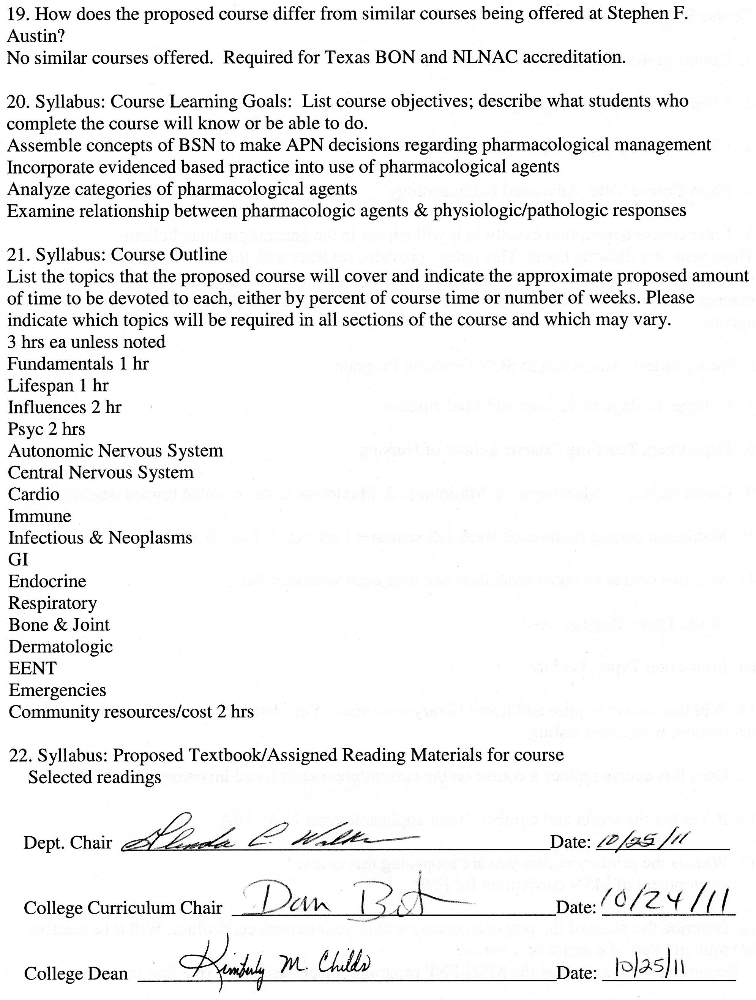 19. How does the proposed course differ from similar courses being offered at Stephen F.
Austin?
No similar courses offered.  Required for Texas BON and NLNAC accreditation.
20. Syllabus: Course Learning Goals:  List course objectives; describe what students who
complete the course will know or be able to do.
Assemble concepts of BSN to make APN decisions regarding pharmacological management
Incorporate evidenced based practice into use of pharmacological agents
Analyze categories of pharmacological agents
Examine relationship between pharmacologic agents & physiologic/pathologic responses
21. Syllabus: Course Outline
List the topics that the proposed course will cover and indicate the approximate proposed amount
of time to be devoted to each, either by percent of course time or number of weeks. Please
indicate which topics will be required in all sections of the course and which may vary.
3 hrs ea unless noted
Fundamentals 1 hr
Lifespan 1 hr
Influences 2 hr
Psyc 2 hrs
Autonomic Nervous System
Central Nervous System
Cardio
Immune
Infectious & Neoplasms
GI
Endocrine
Respiratory
Bone & Joint
Dermatologic
EENT
Emergencies
Community resources/cost 2 hrs
22. Syllabus: Proposed Textbook/Assigned Reading Materials for course
Selected readings
Dept. Chair Glenda C. Walker Date: 10/25/11
College Curriculum Chair Dan Date: 10/24/11
College Dean Kimberly M. Childs Date: 10/25/11